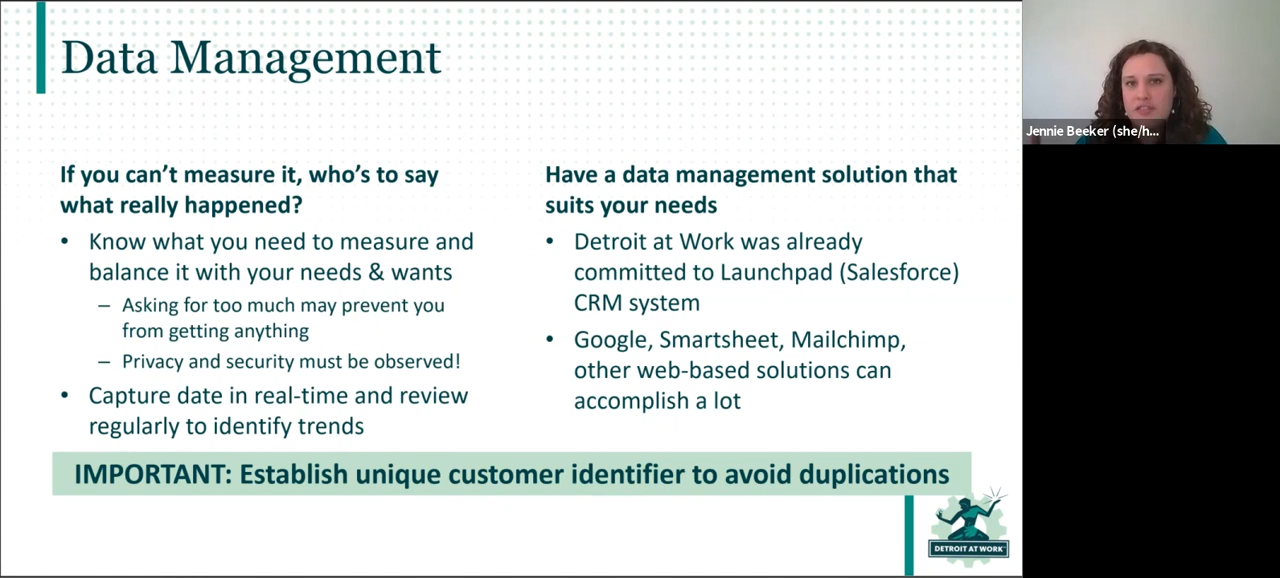 Data Management
If you can’t measure it, who’s to say
what really happened?
• Know what you need to measure and
balance it with your needs & wants
– Asking for too much may prevent you
from getting anything
– Privacy and security must be observed!
• Capture date in real-time and review
regularly to identify trends
Have a data management solution that
suits your needs
• Detroit at Work was already
committed to Launchpad (Salesforce)
CRM system
• Google, Smartsheet, Mailchimp,
other web-based solutions can
accomplish a lot
IMPORTANT: Establish unique customer identifier to avoid duplications
DETROIT AT WORK™
Jennie Beeker (she/h...